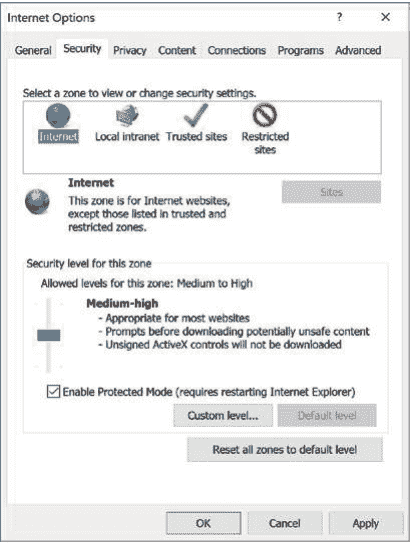 Internet Options ? ×
General Security Privacy Content Connections Programs Advanced
Select a zone to view or change security settings.
Internet Local intranet Trusted sites Restricted
sites
Internet
Sites
This zone is for Internet websites,
except those listed in trusted and
restricted zones.
Security level for this zone
Allowed levels for this zone: Medium to High
Medium-high
- Appropriate for most websites
- Prompts before downloading potentially unsafe content
- Unsigned ActiveX controls will not be downloaded
Enable Protected Mode (requires restarting Internet Explorer)
Custom level... Default level
Reset all zones to default level
OK Cancel Apply